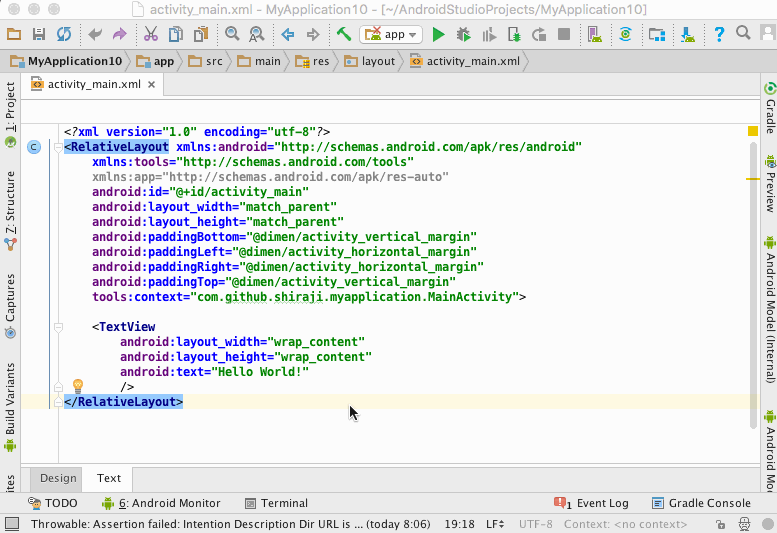 activity_main.xml - MyApplication10 - [~/AndroidStudioProjects/MyApplication10]
app
MyApplication10 app src main res layout activity_main.xml
activity_main.xml
<?xml version="1.0" encoding="utf-8"?>
<RelativeLayout xmlns:android="http://schemas.android.com/apk/res/android"
xmlns:tools="http://schemas.android.com/tools"
xmlns:app="http://schemas.android.com/apk/res-auto"
android:id="@+id/activity_main"
android:layout_width="match_parent"
android:layout_height="match_parent"
android:paddingBottom="@dimen/activity_vertical_margin"
android:paddingLeft="@dimen/activity_horizontal_margin"
android:paddingRight="@dimen/activity_horizontal_margin"
android:paddingTop="@dimen/activity_vertical_margin"
tools:context="com.github.shiraji.myapplication.MainActivity">
<TextView
android:layout_width="wrap_content"
android:layout_height="wrap_content"
android:text="Hello World!"
/>
</RelativeLayout>
1: Project
7: Structure
Captures
Build Variants
ites
Gradle
Preview
Android Model (Internal)
Android Mo
Design Text
TODO 6: Android Monitor Terminal 1 Event Log Gradle Console
Throwable: Assertion failed: Intention Description Dir URL is ... (today 8:06) 19:18 LF UTF-8 Context: <no context>